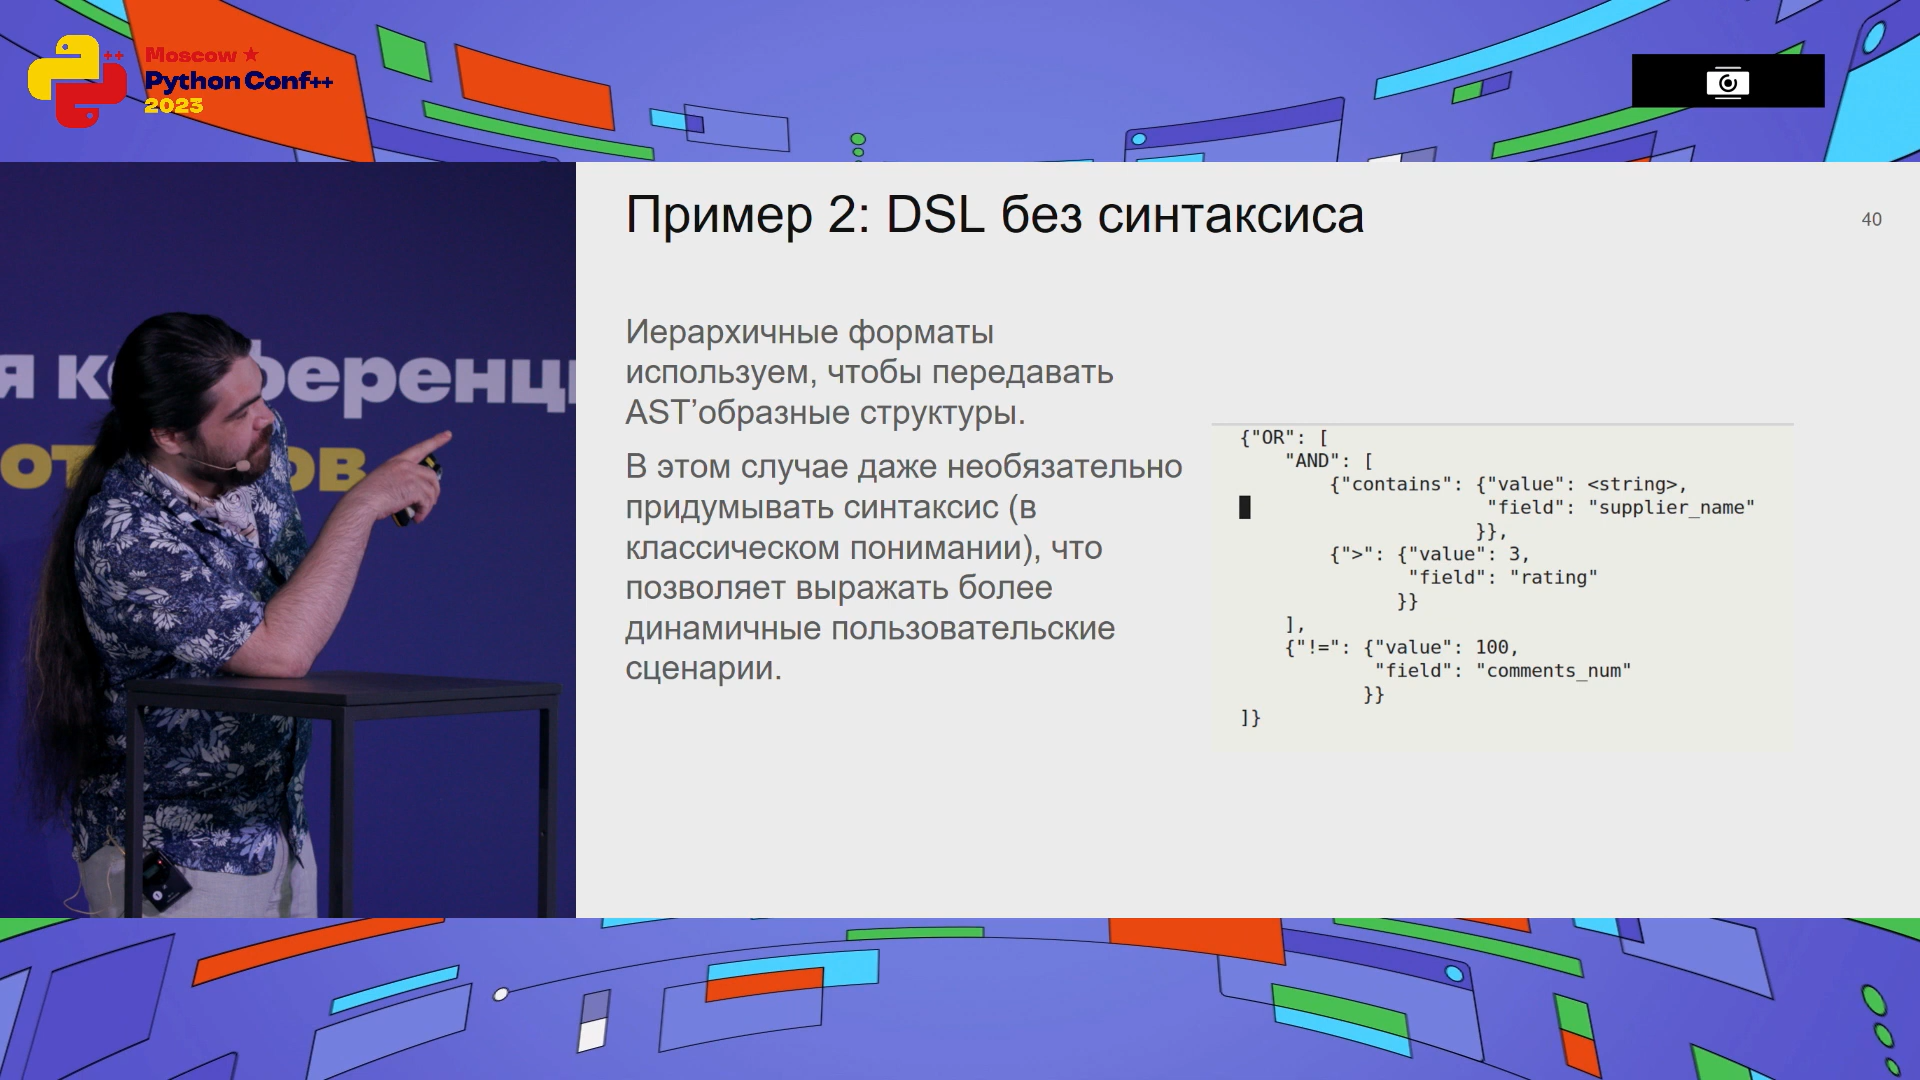 Moscow ★
Python Conf++
2023
++
Пример 2: DSL без синтаксиса
40
Иерархичные форматы
используем, чтобы передавать
AST’образные структуры.
В этом случае даже необязательно
придумывать синтаксис (в
классическом понимании), что
позволяет выражать более
динамичные пользовательские
сценарии.
{"OR": [
    "AND": [
        {"contains": {"value": <string>,
                      "field": "supplier_name"
                     }},
        {">": {"value": 3,
               "field": "rating"
              }}
    ],
    {"!=": {"value": 100,
            "field": "comments_num"
           }}
]}